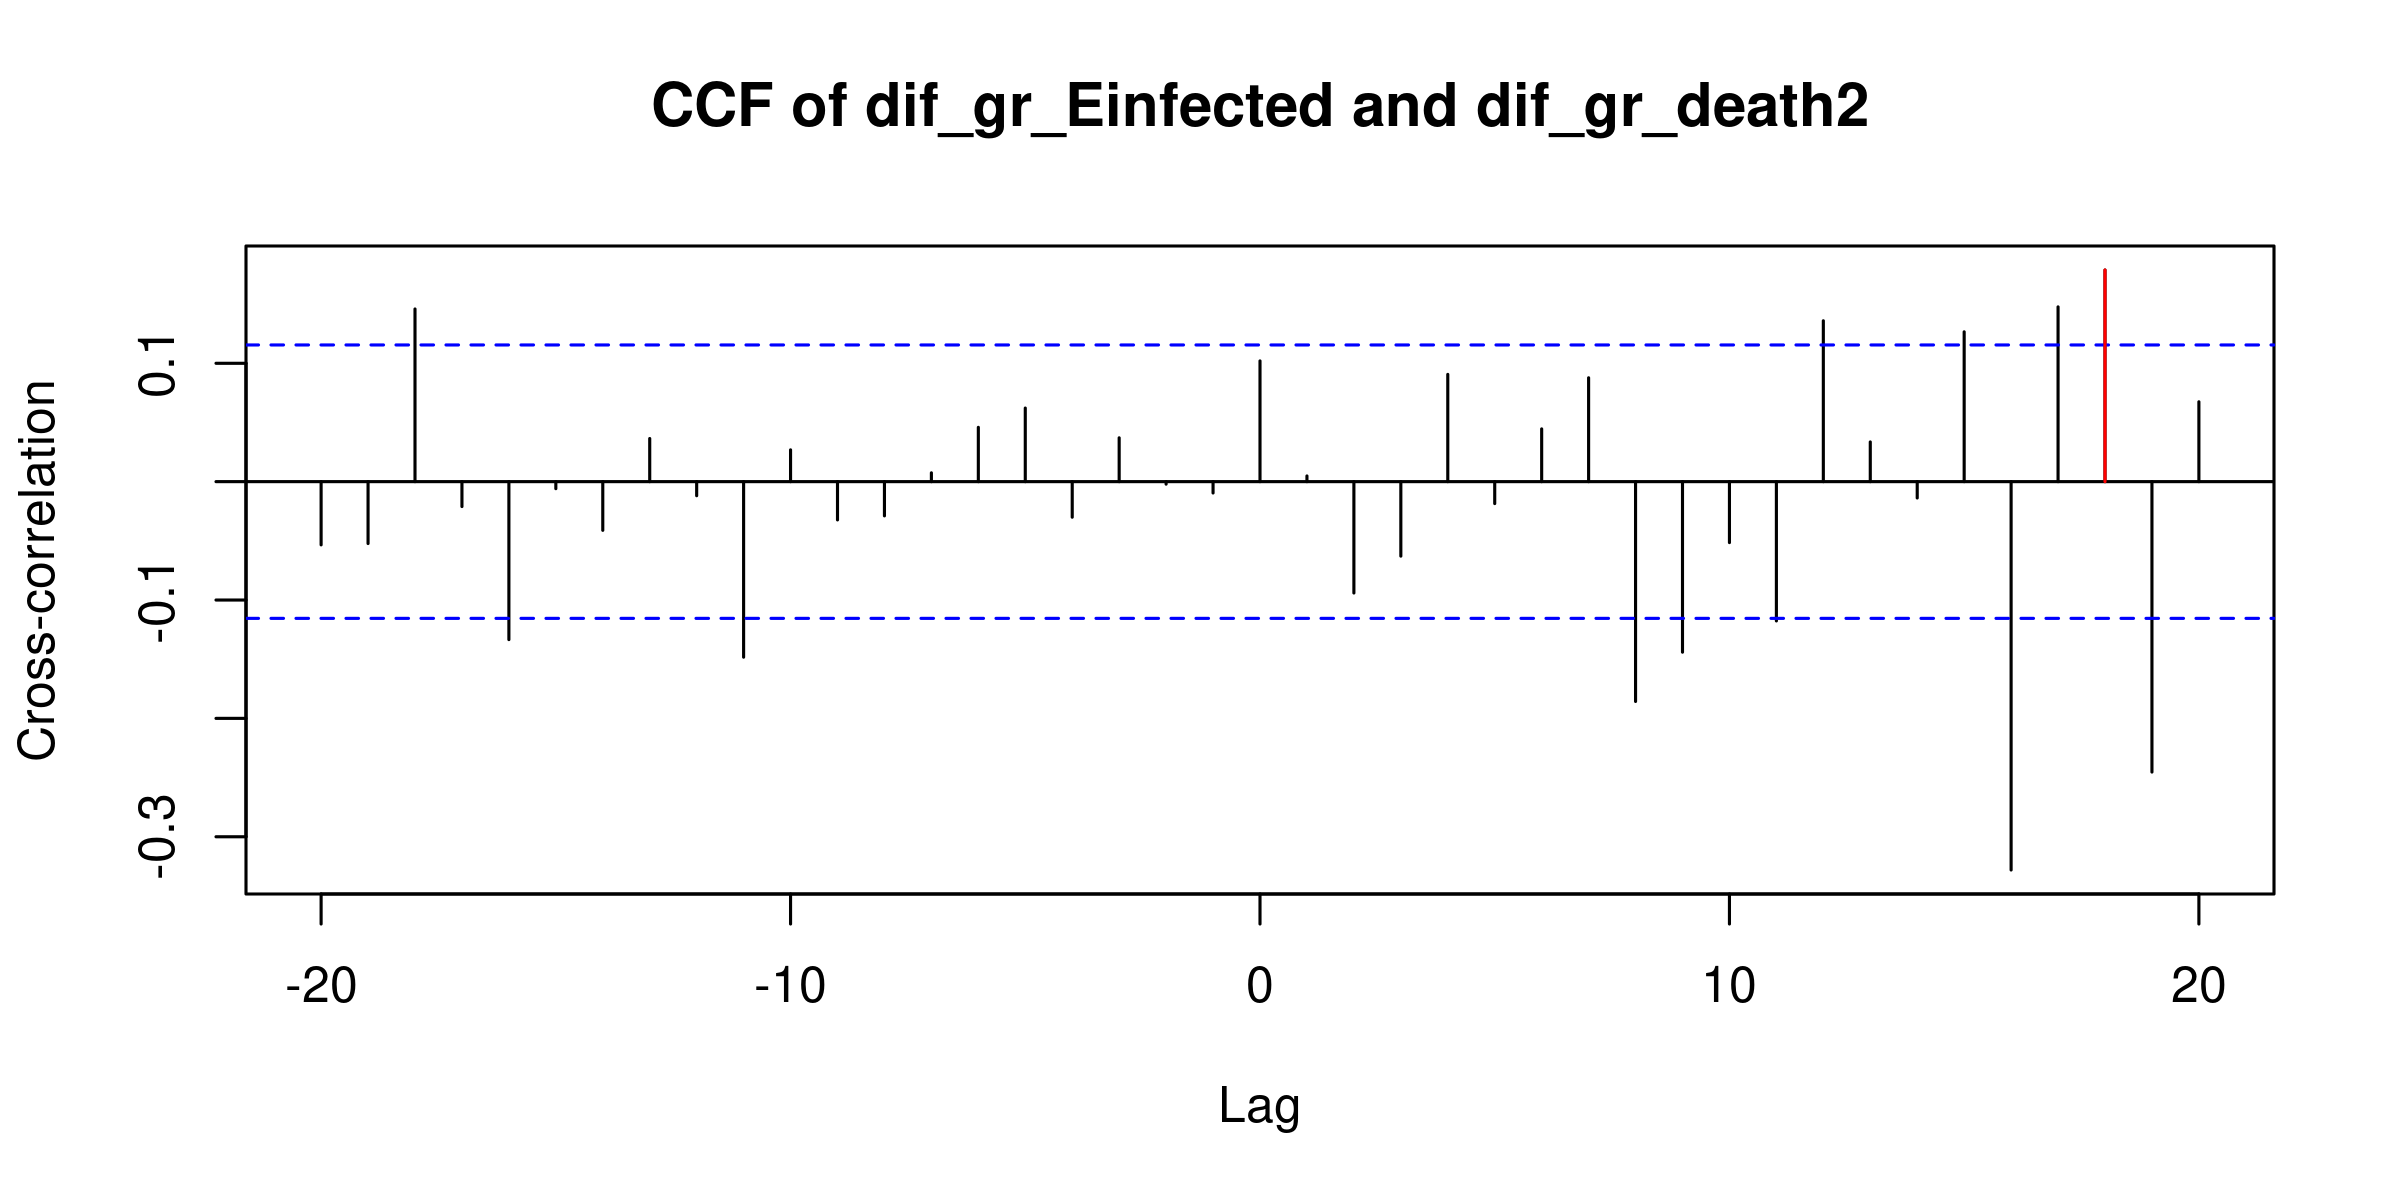 CCF of dif_gr_Einfected and dif_gr_death2
Cross-correlation
0.1
-0.1
-0.3
-20 -10 0 10 20
Lag